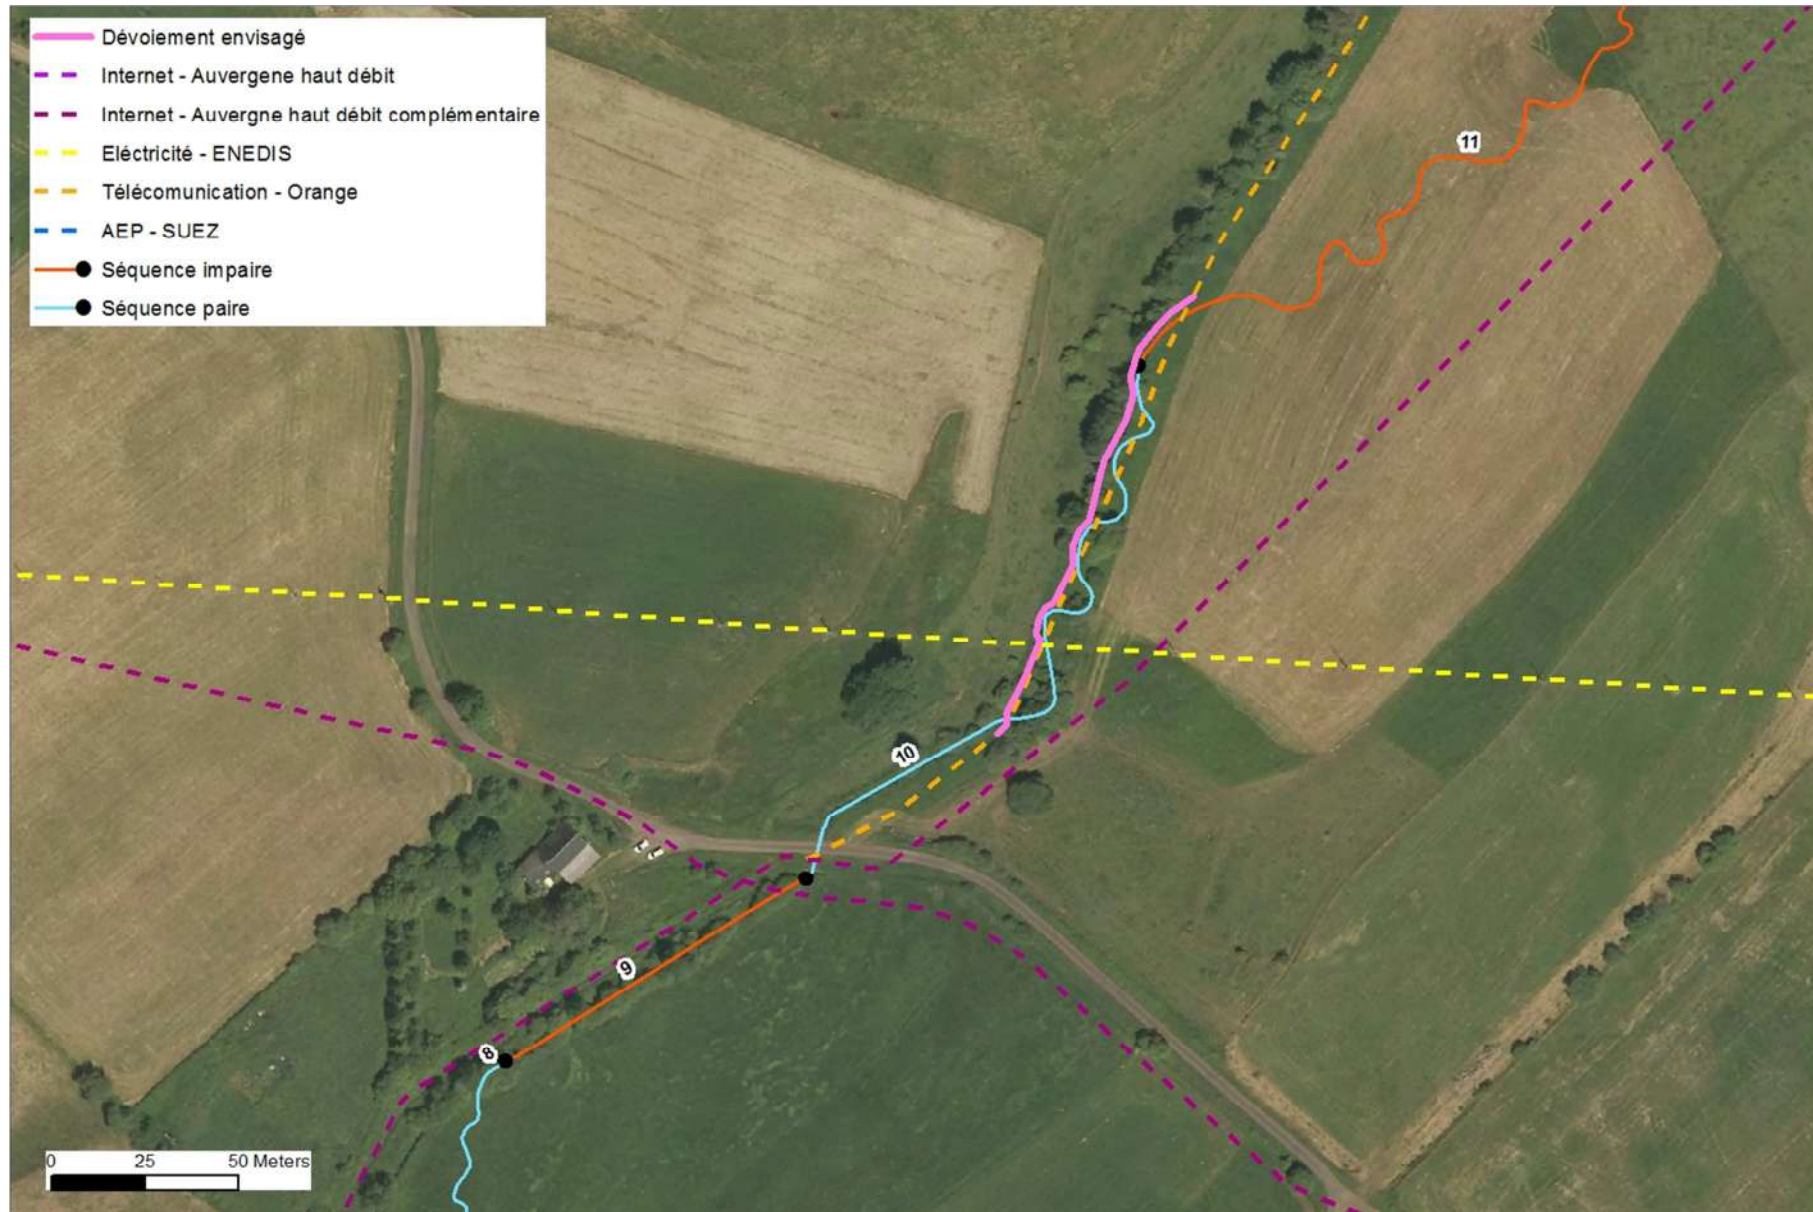 Dévoiement envisagé
Internet - Auvergene haut débit
Internet - Auvergne haut débit complémentaire
Eléctricité - ENEDIS
Télécomunication - Orange
AEP - SUEZ
Séquence impaire
Séquence paire
11
10
9
8
0 25 50 Meters